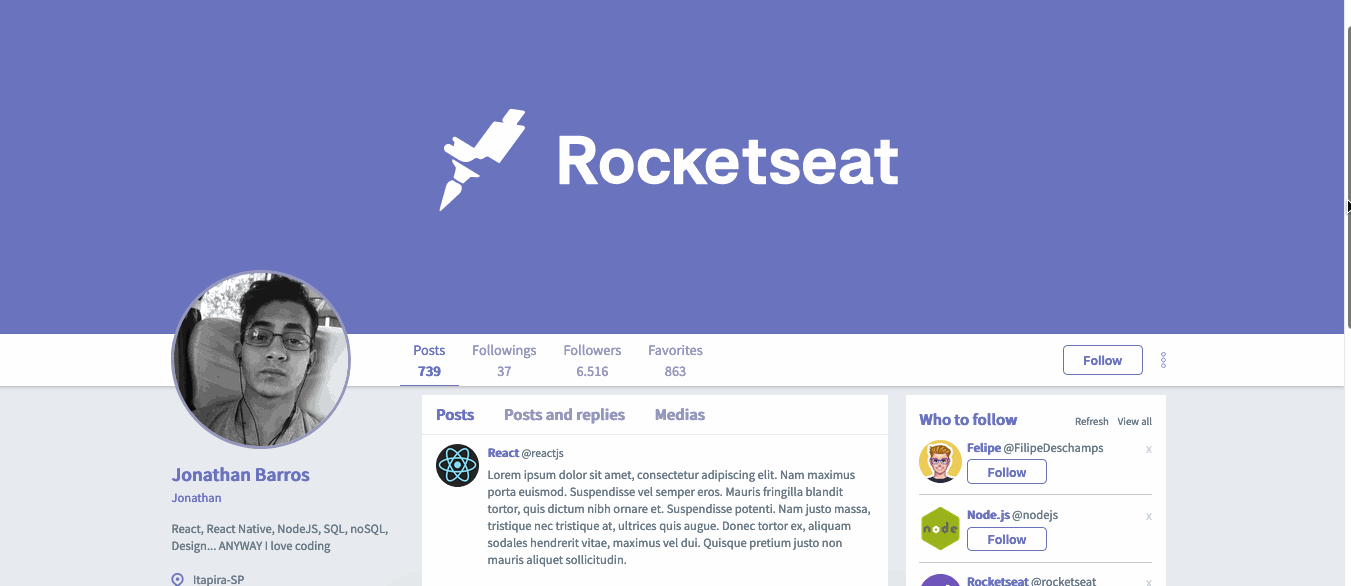 Rocketseat
Posts Followings Followers Favorites
739 37 6.516 863
Follow
Jonathan Barros
Jonathan
React, React Native, NodeJS, SQL, noSQL,
Design... ANYWAY I love coding
Itapira-SP
Posts Posts and replies Medias
React @reactjs
Lorem ipsum dolor sit amet, consectetur adipiscing elit. Nam maximus
porta euismod. Suspendisse vel semper eros. Mauris fringilla blandit
tortor, quis dictum nibh ornare et. Suspendisse potenti. Nam justo massa,
tristique nec tristique at, ultrices quis augue. Donec tortor ex, aliquam
sodales hendrerit vitae, maximus vel dui. Quisque pretium justo non
mauris aliquet sollicitudin.
Who to follow Refresh View all
Felipe @FilipeDeschamps x
Follow
node
Node.js @nodejs x
Follow
Rocketseat @rocketseat x